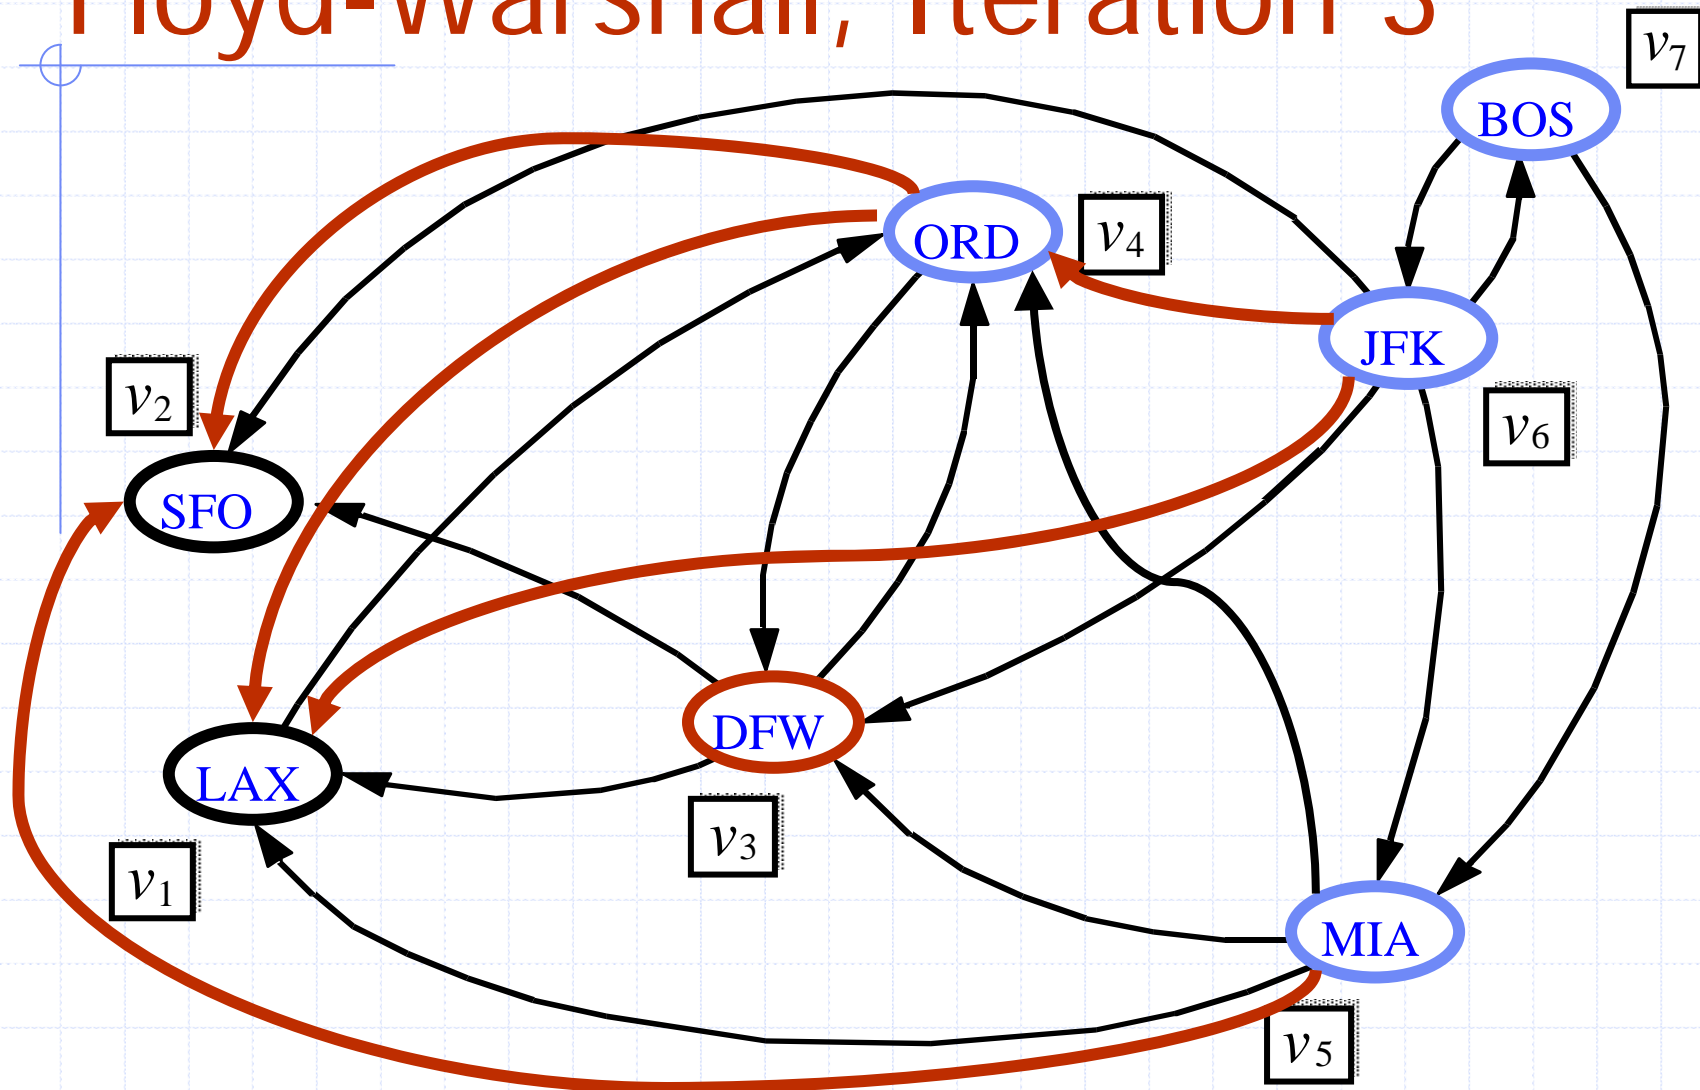 Floyd-Warshall, Iteration 3
v7
BOS
ORD
v4
JFK
v2
v6
SFO
DFW
LAX
v3
v1
MIA
v5